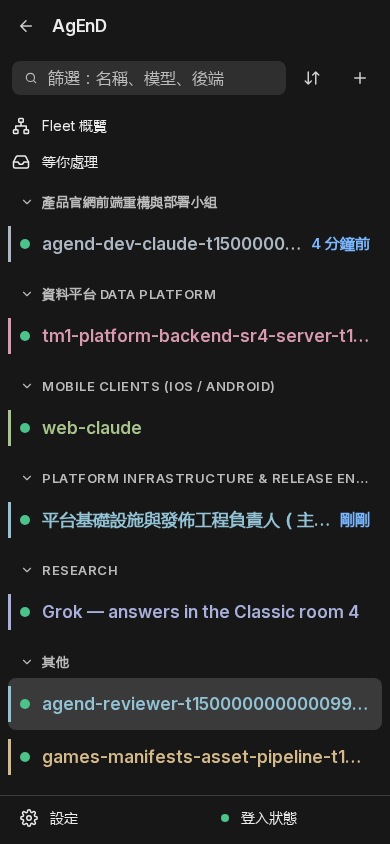 AgEnD
篩選：名稱、模型、後端
Fleet 概覽
等你處理
產品官網前端重構與部署小組
agend-dev-claude-t1500000... 4 分鐘前
資料平台 DATA PLATFORM
tm1-platform-backend-sr4-server-t1...
MOBILE CLIENTS (IOS / ANDROID)
web-claude
PLATFORM INFRASTRUCTURE & RELEASE EN...
平台基礎設施與發佈工程負責人 ( 主... 剛剛
RESEARCH
Grok — answers in the Classic room 4
其他
agend-reviewer-t150000000000099...
games-manifests-asset-pipeline-t1...
設定 登入狀態